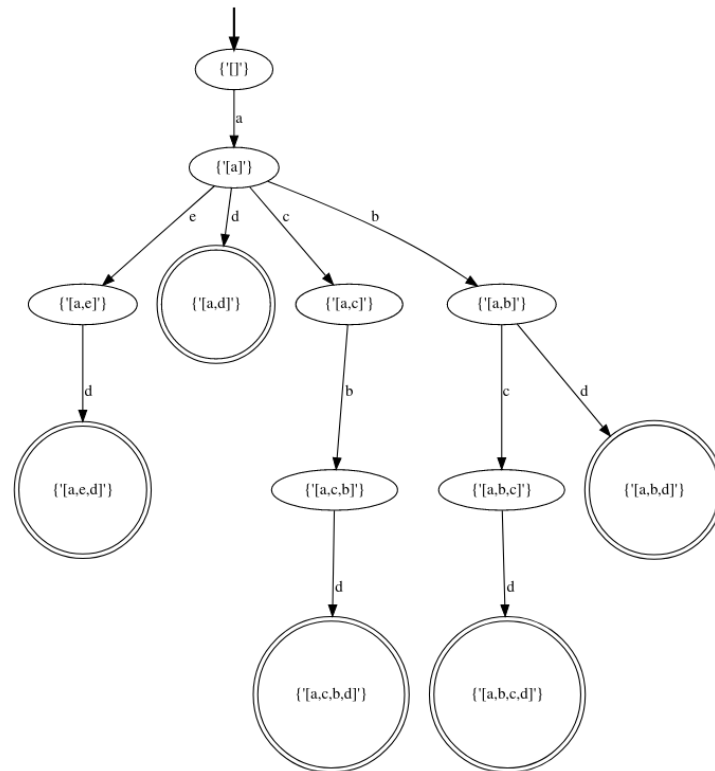 {'[]'}
a
{'[a]'}
e d c b
{'[a,e]'} {'[a,d]'} {'[a,c]'} {'[a,b]'}
d b c d
{'[a,e,d]'} {'[a,c,b]'} {'[a,b,c]'} {'[a,b,d]'}
d d
{'[a,c,b,d]'} {'[a,b,c,d]'}